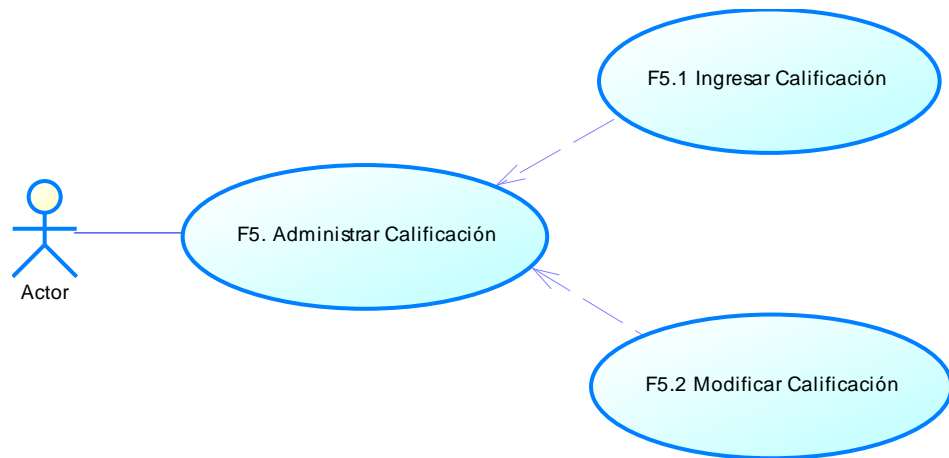 F5.1 Ingresar Calificación
F5. Administrar Calificación
Actor
F5.2 Modificar Calificación